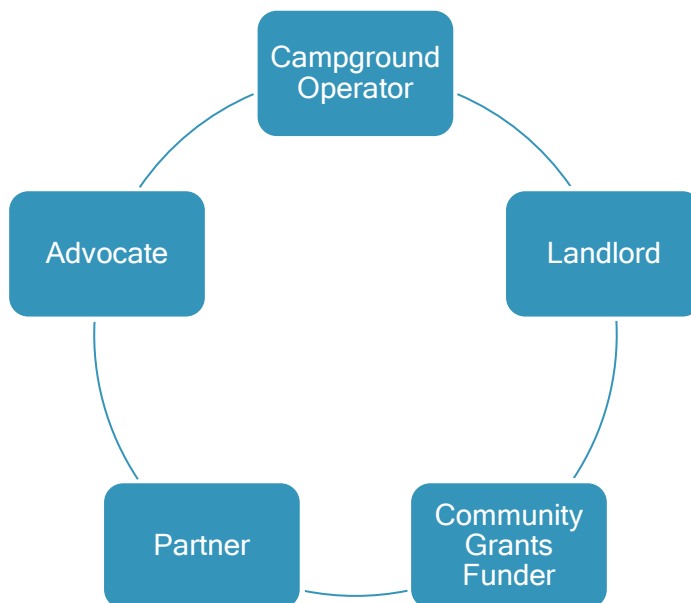 Campground
Operator
Landlord
Community
Grants
Funder
Partner
Advocate